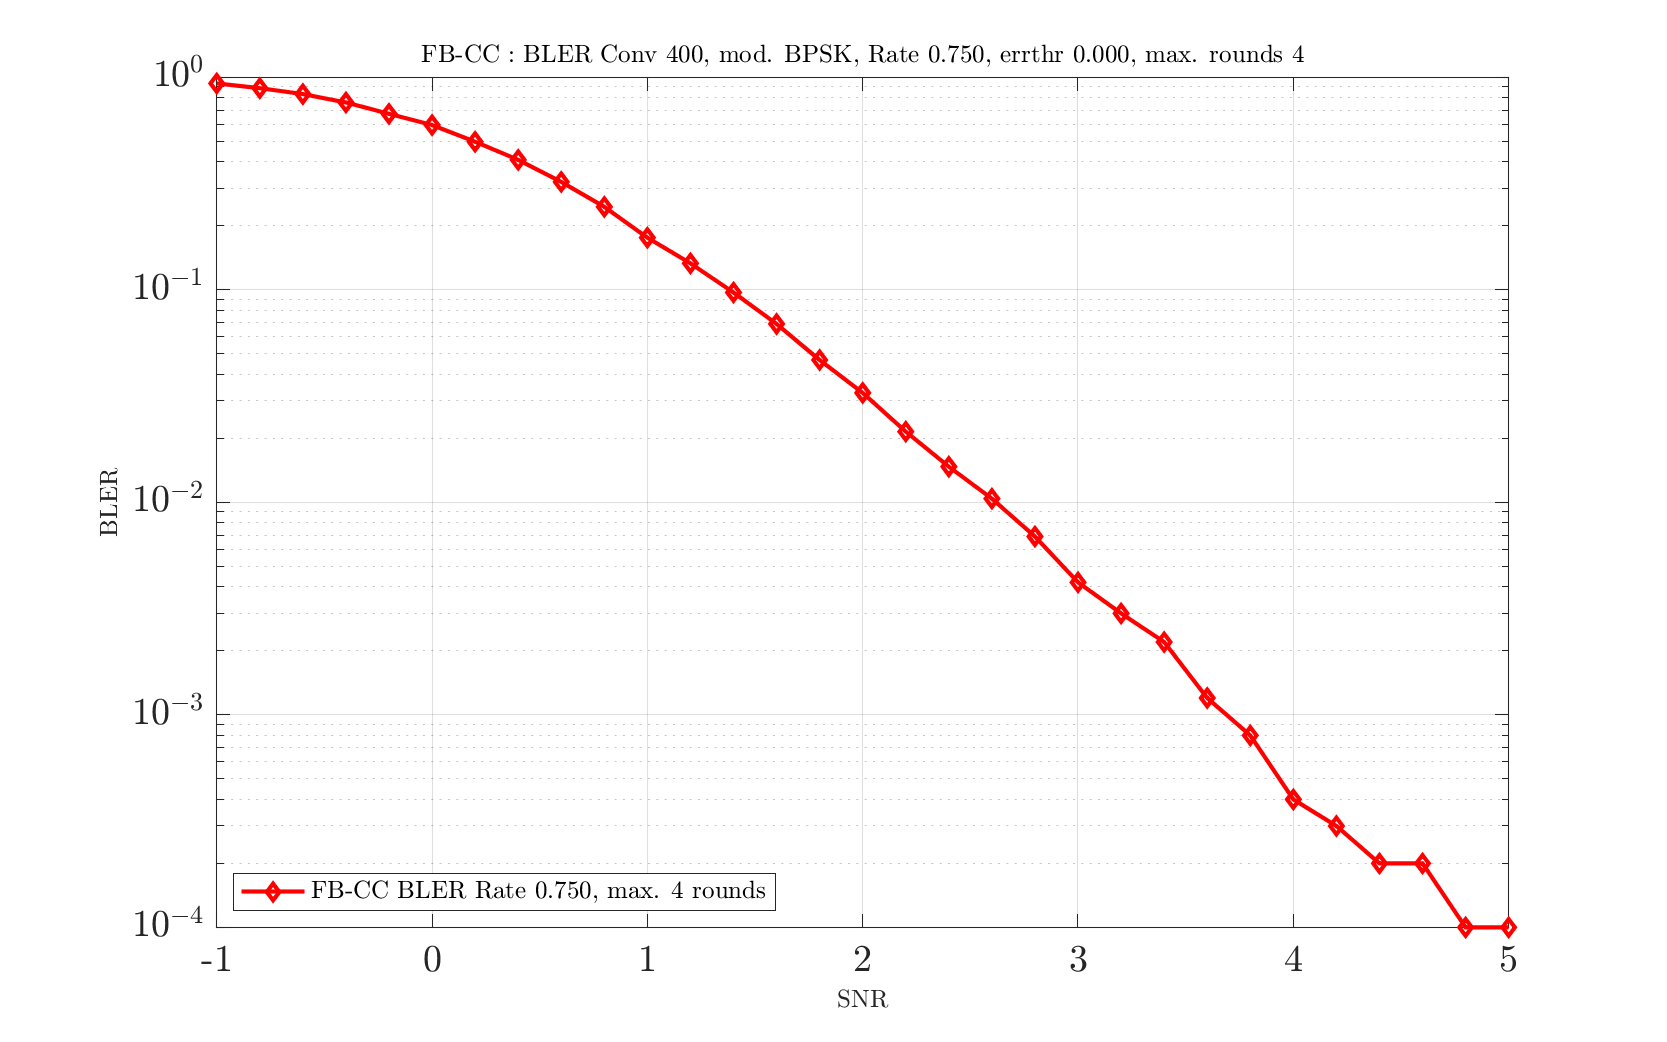 FB-CC : BLER Conv 400, mod. BPSK, Rate 0.750, errthr 0.000, max. rounds 4
10^0
10^-1
10^-2
10^-3
10^-4
BLER
FB-CC BLER Rate 0.750, max. 4 rounds
-1 0 1 2 3 4 5
SNR